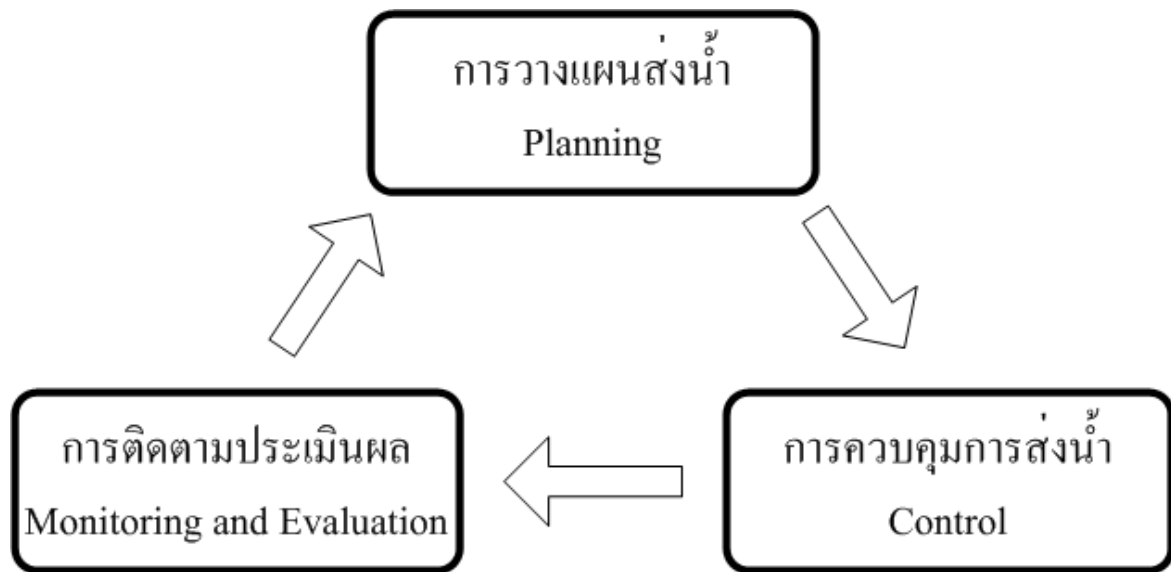 การวางแผนส่งน้ำ
Planning
การติดตามประเมินผล
Monitoring and Evaluation
การควบคุมการส่งน้ำ
Control